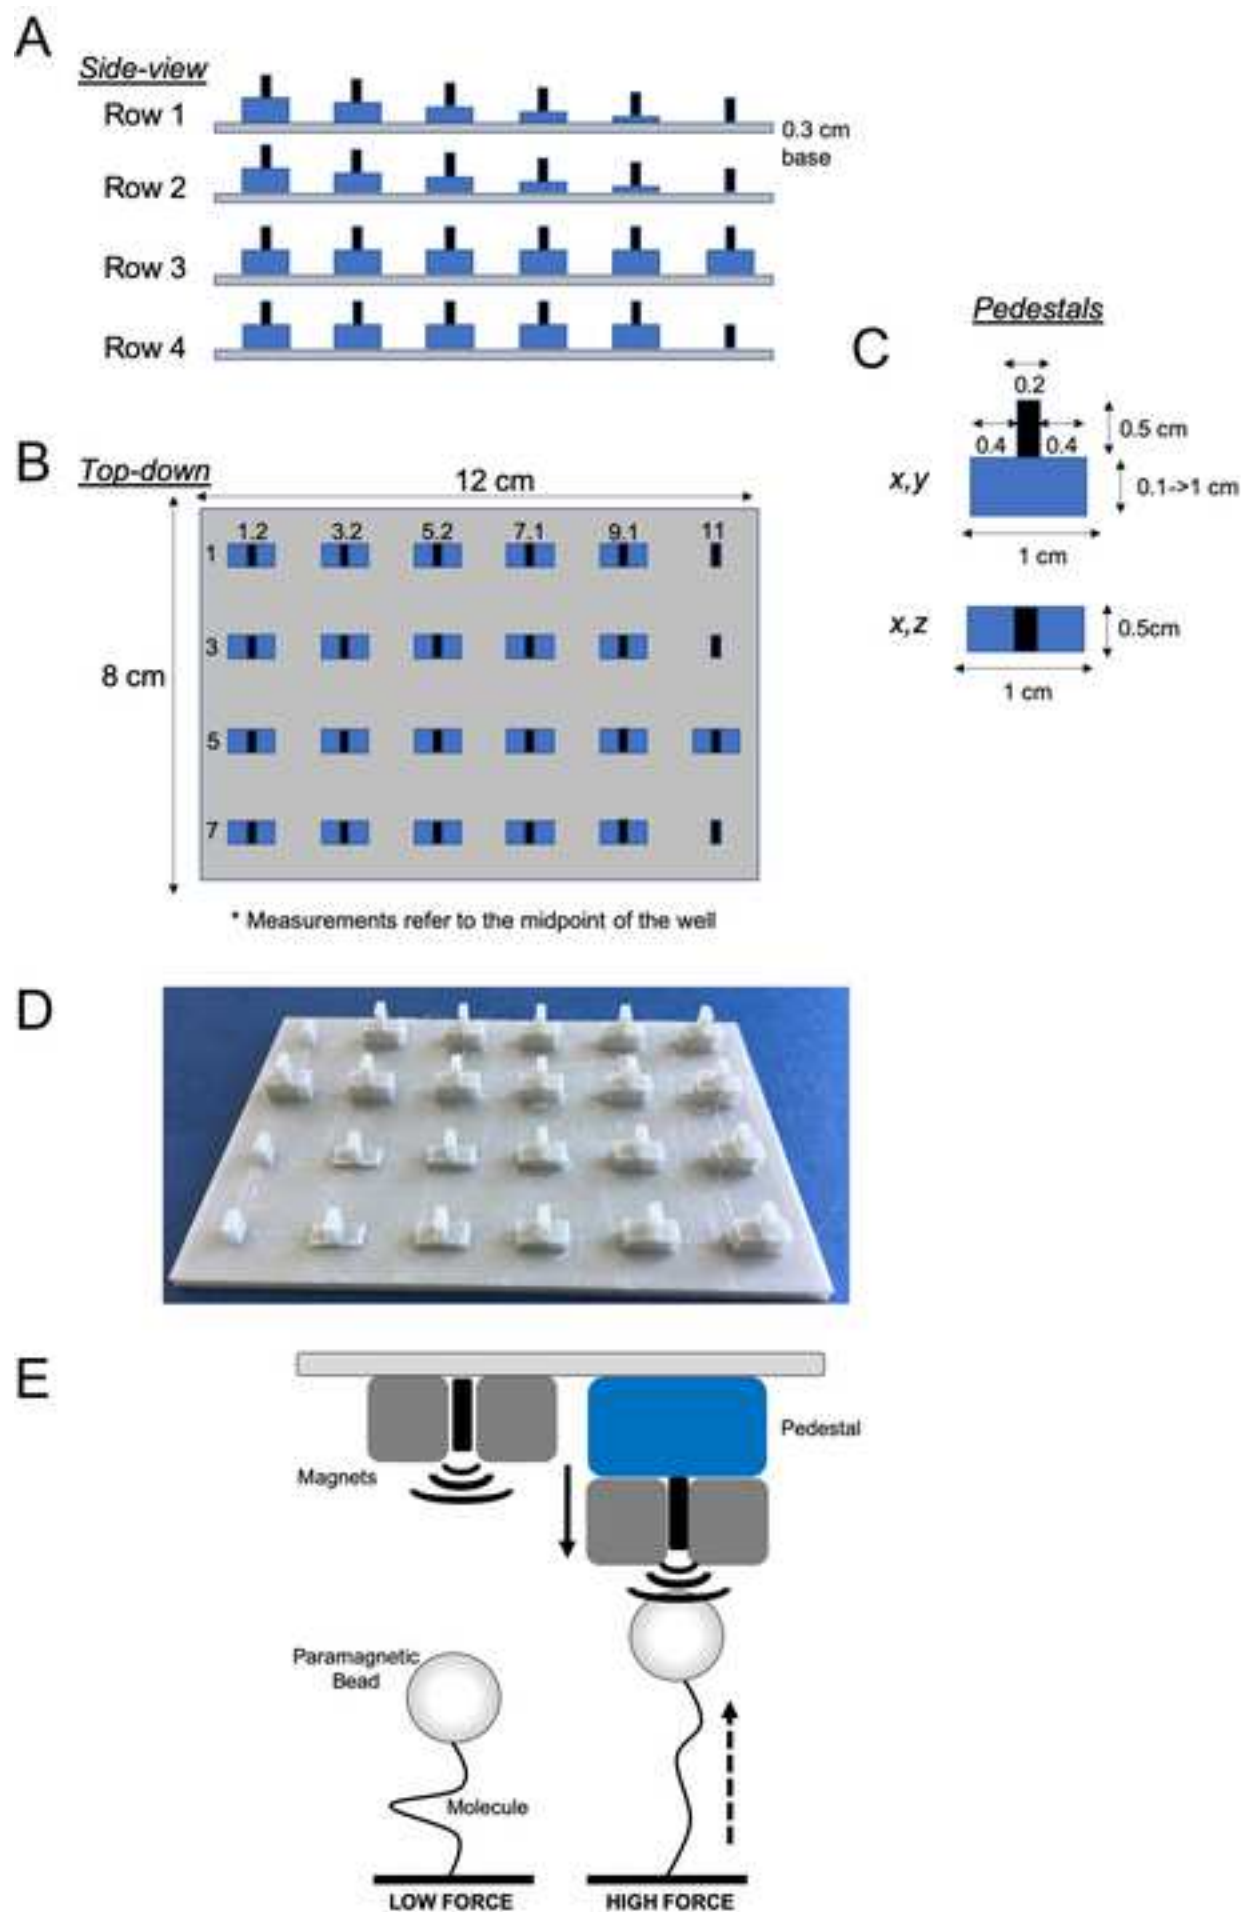 A
Side-view
Row 1
0.3 cm
base
Row 2
Row 3
Row 4
B
Top-down
12 cm
1.2 3.2 5.2 7.1 9.1 11
1
3
8 cm
5
7
* Measurements refer to the midpoint of the well
C
Pedestals
0.2
0.5 cm
0.4 0.4
x,y
0.1->1 cm
1 cm
x,z
0.5cm
1 cm
D
E
Pedestal
Magnets
Paramagnetic
Bead
Molecule
LOW FORCE
HIGH FORCE